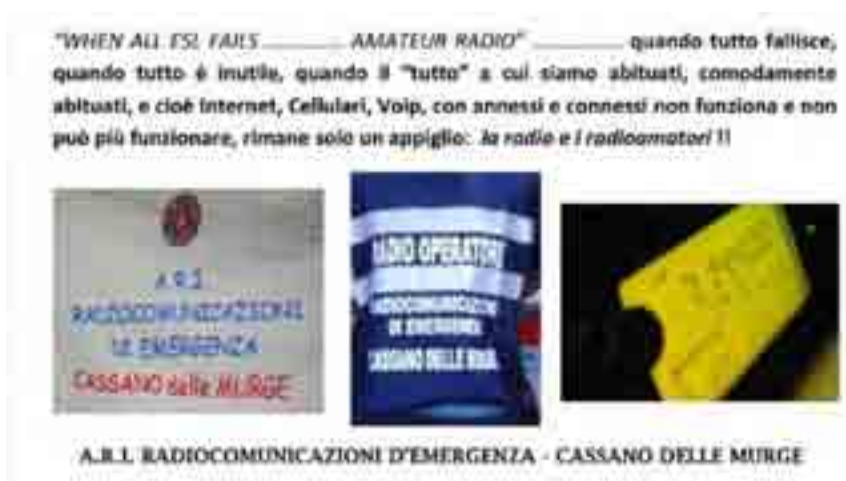 "WHEN ALL ESL FAILS ............ AMATEUR RADIO" ............ quando tutto fallisce,
quando tutto è inutile, quando il "tutto" a cui siamo abituati, comodamente
abituati, e cioè Internet, Cellulari, Voip, con annessi e connessi non funziona e non
può più funzionare, rimane solo un appiglio: la radio e i radioamatori !!
A.R.I.
RADIOCOMUNICAZIONI
DI EMERGENZA
CASSANO delle MURGE
RADIO OPERATORI
RADIOCOMUNICAZIONI
DI EMERGENZA
CASSANO DELLE MURGE
A.R.I. RADIOCOMUNICAZIONI D'EMERGENZA - CASSANO DELLE MURGE